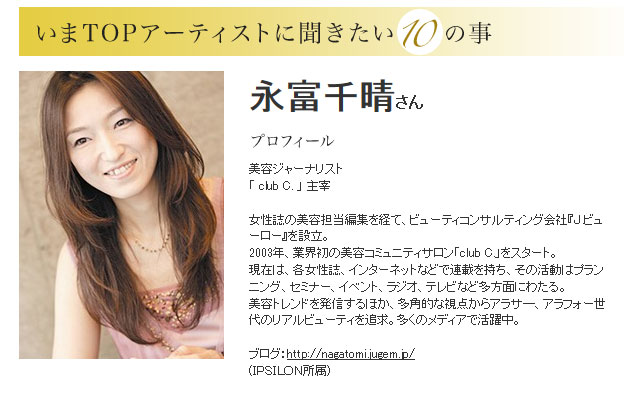 いまTOPアーティストに聞きたい10の事
永富千晴さん
プロフィール
美容ジャーナリスト
「 club C. 」 主宰
女性誌の美容担当編集を経て、ビューティコンサルティング会社『Jビュ
ーロー』を設立。
2003年、業界初の美容コミュニティサロン「club C.」をスタート。
現在は、各女性誌、インターネットなどで連載を持ち、その活動はプラン
ニング、セミナー、イベント、ラジオ、テレビなど多方面にわたる。
美容トレンドを発信するほか、多角的な視点からアラサー、アラフォー世
代のリアルビューティを追求。多くのメディアで活躍中。
ブログ：http://nagatomi.jugem.jp/
(IPSILON所属)